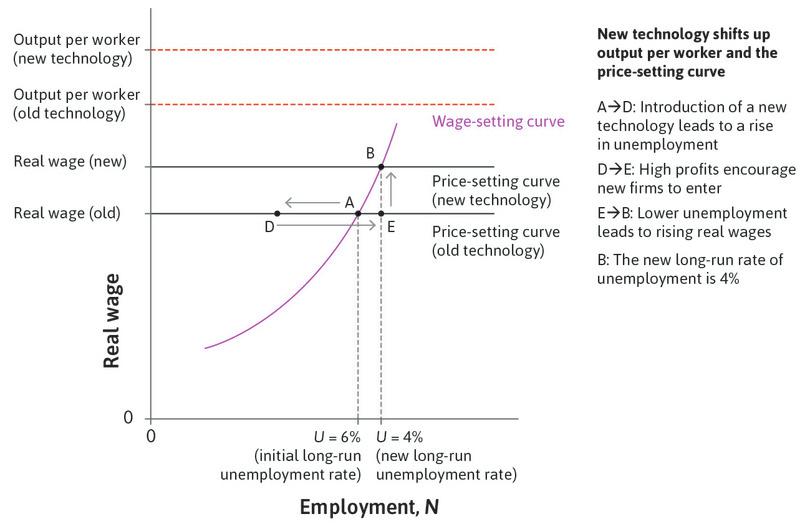 Output per worker
(new technology)
Output per worker
(old technology)
Real wage (new)
Real wage (old)
Wage-setting curve
B
Price-setting curve
(new technology)
A
D
E
Price-setting curve
(old technology)
Real wage
0
0
U = 6%
(initial long-run
unemployment rate)
U = 4%
(new long-run
unemployment rate)
Employment, N
New technology shifts up
output per worker and the
price-setting curve
A→D: Introduction of a new
technology leads to a rise
in unemployment
D→E: High profits encourage
new firms to enter
E→B: Lower unemployment
leads to rising real wages
B: The new long-run rate of
unemployment is 4%